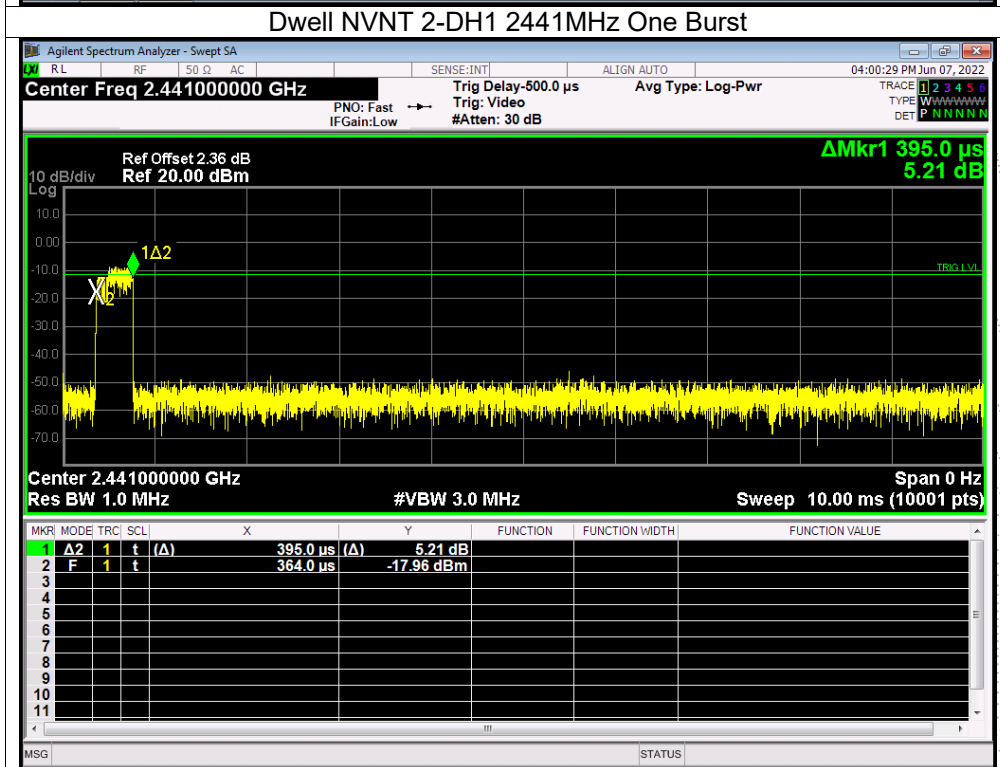 Dwell NVNT 2-DH1 2441MHz One Burst
Agilent Spectrum Analyzer - Swept SA
LXI RL RF 50 Ω AC SENSE:INT ALIGN AUTO 04:00:29 PM Jun 07, 2022
Center Freq 2.441000000 GHz Trig Delay-500.0 µs Avg Type: Log-Pwr TRACE 1 2 3 4 5 6
PNO: Fast Trig: Video TYPE WWWWWWW
IFGain:Low #Atten: 30 dB DET P N N N N N
ΔMkr1 395.0 µs
5.21 dB
Ref Offset 2.36 dB
10 dB/div Ref 20.00 dBm
Log
10.0
0.00
1Δ2
-10.0 TRIG LVL
-20.0 X2
-30.0
-40.0
-50.0
-60.0
-70.0
Center 2.441000000 GHz Span 0 Hz
Res BW 1.0 MHz #VBW 3.0 MHz Sweep 10.00 ms (10001 pts)
MKR MODE TRC SCL X Y FUNCTION FUNCTION WIDTH FUNCTION VALUE
1 Δ2 1 t (Δ) 395.0 µs (Δ) 5.21 dB
2 F 1 t 364.0 µs -17.96 dBm
3
4
5
6
7
8
9
10
11
MSG STATUS